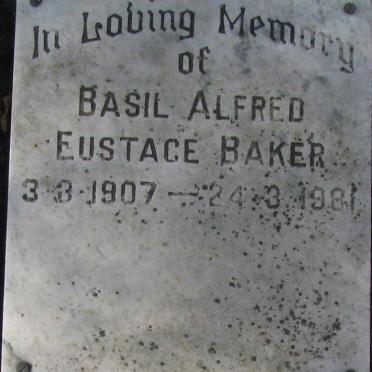 In Loving Memory
of
BASIL ALFRED
EUSTACE BAKER
3-3-1907 — 24-3-1981